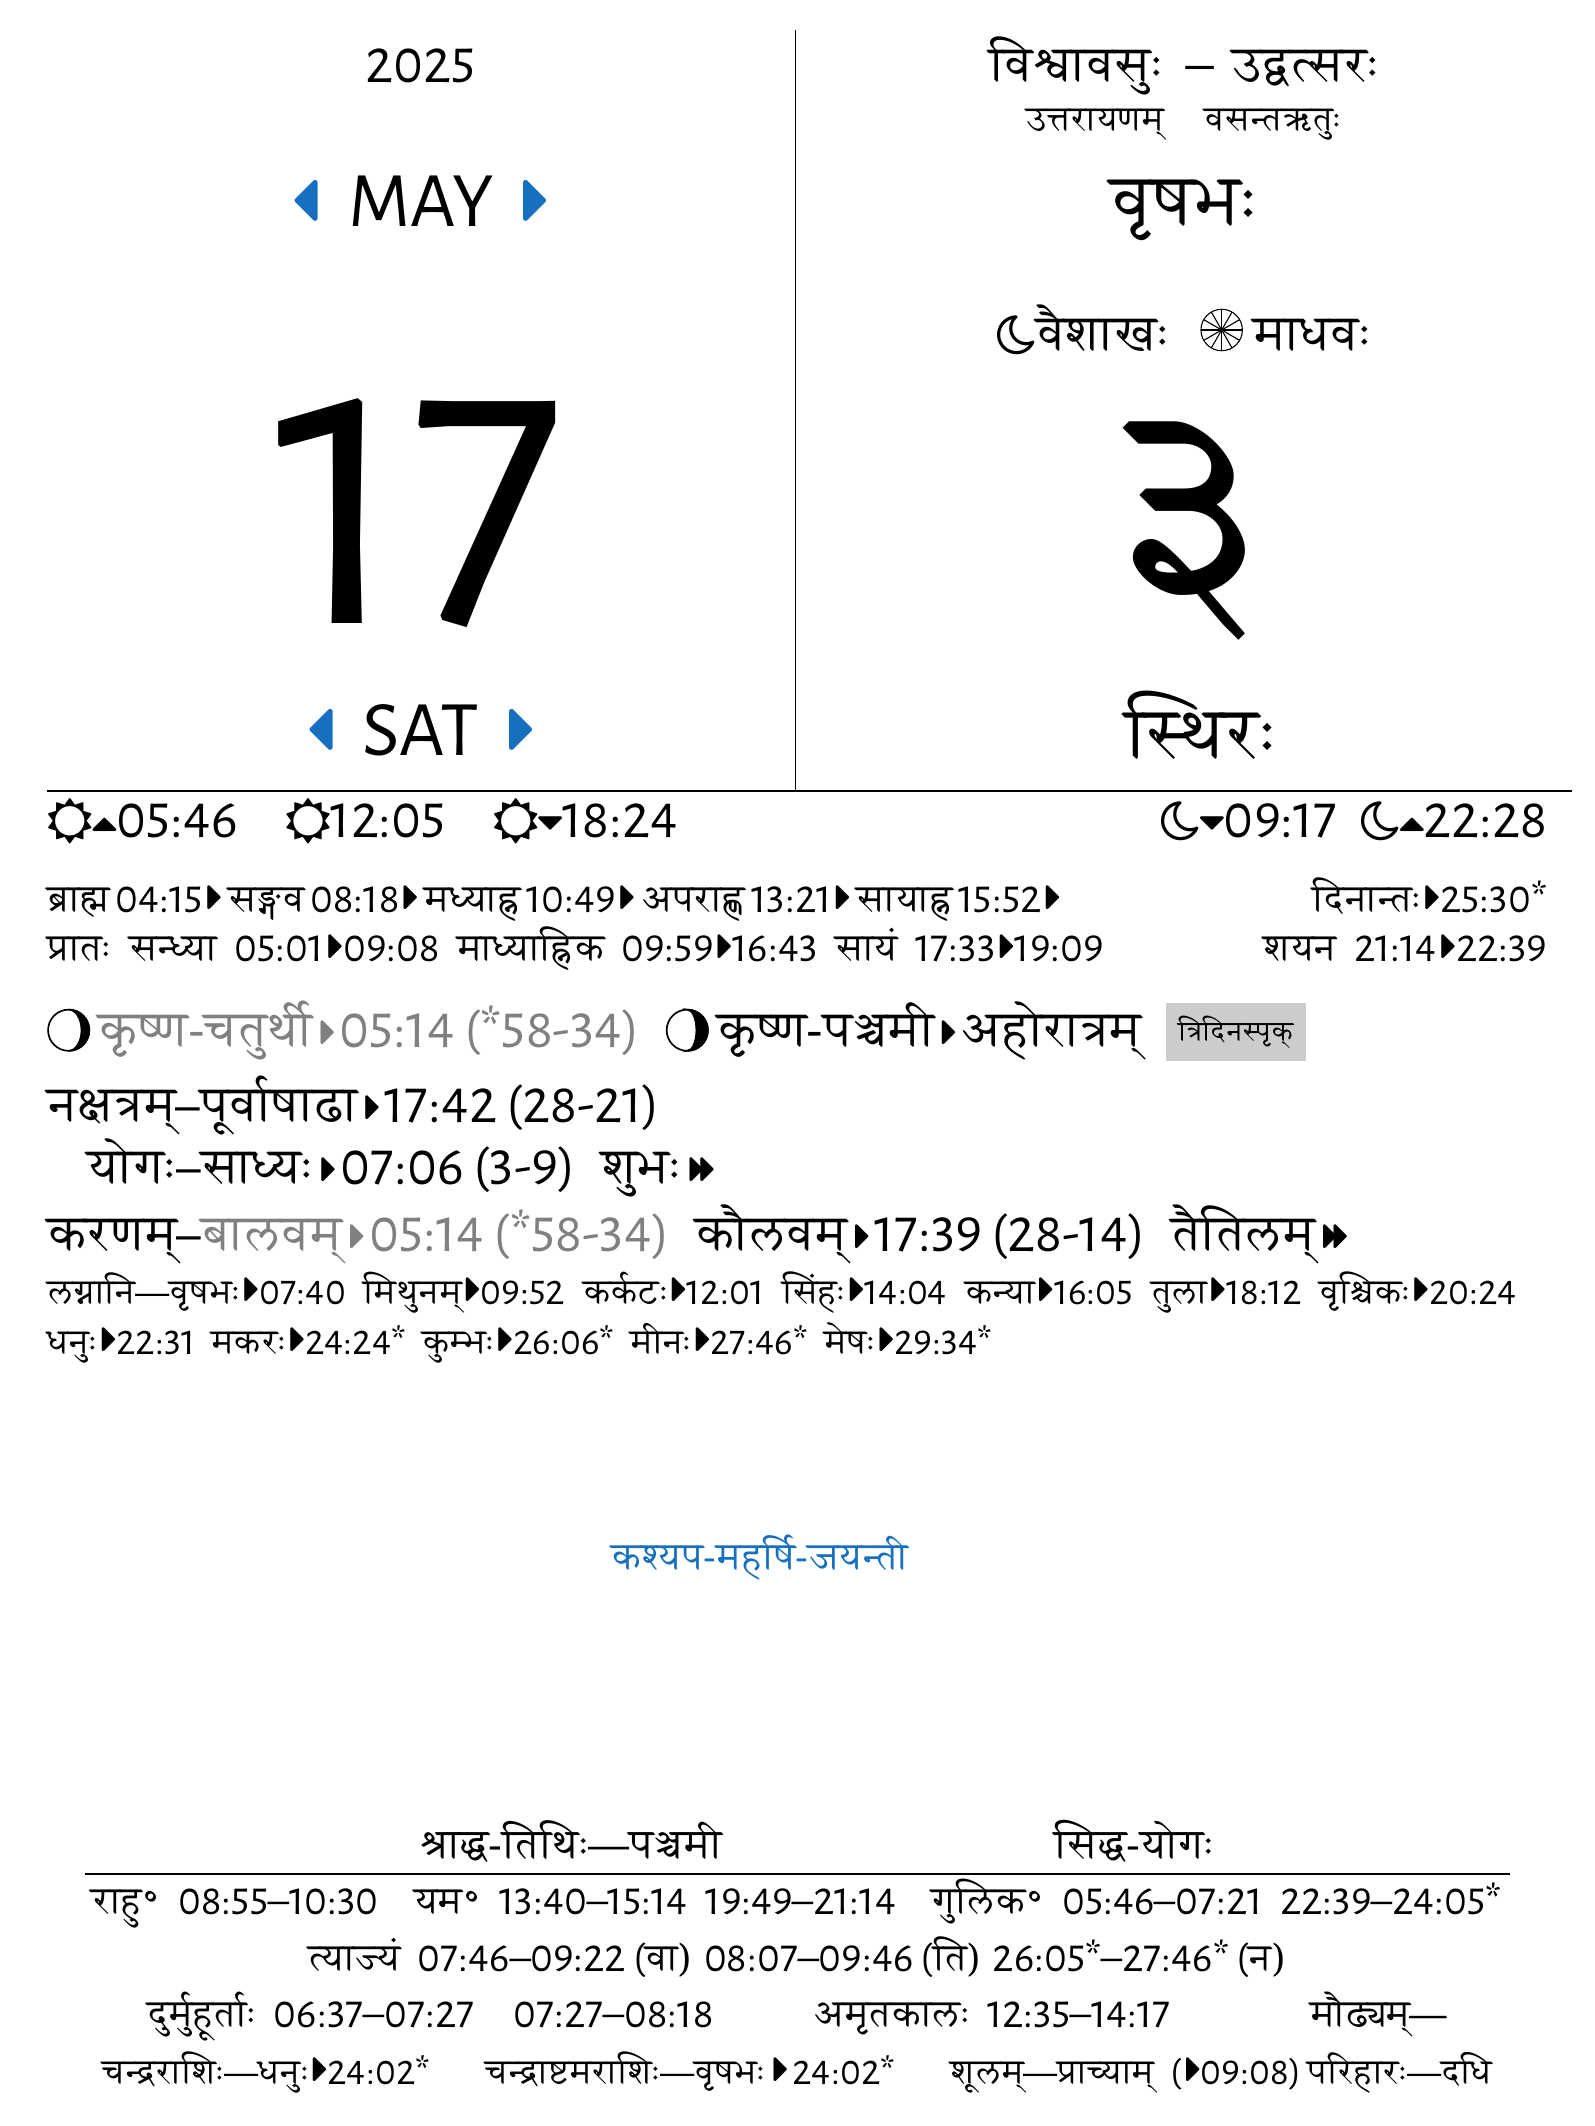 2025
MAY
17
SAT
विश्वावसुः – उद्वत्सरः
उत्तरायणम् वसन्तऋतुः
वृषभः
वैशाखः माधवः
३
स्थिरः
05:46 12:05 18:24 09:17 22:28
ब्राह्म 04:15 सङ्गव 08:18 मध्याह्न 10:49 अपराह्ण 13:21 सायाह्न 15:52 दिनान्तः 25:30*
प्रातः सन्ध्या 05:01 09:08 माध्याह्निक 09:59 16:43 सायं 17:33 19:09 शयन 21:14 22:39
कृष्ण-चतुर्थी 05:14 (*58-34) कृष्ण-पञ्चमी अहोरात्रम् त्रिदिनस्पृक्
नक्षत्रम्–पूर्वाषाढा 17:42 (28-21)
योगः–साध्यः 07:06 (3-9) शुभः
करणम्–बालवम् 05:14 (*58-34) कौलवम् 17:39 (28-14) तैतिलम्
लग्नानि—वृषभः 07:40 मिथुनम् 09:52 कर्कटः 12:01 सिंहः 14:04 कन्या 16:05 तुला 18:12 वृश्चिकः 20:24
धनुः 22:31 मकरः 24:24* कुम्भः 26:06* मीनः 27:46* मेषः 29:34*
कश्यप-महर्षि-जयन्ती
श्राद्ध-तिथिः—पञ्चमी सिद्ध-योगः
राहु° 08:55–10:30 यम° 13:40–15:14 19:49–21:14 गुलिक° 05:46–07:21 22:39–24:05*
त्याज्यं 07:46–09:22 (वा) 08:07–09:46 (ति) 26:05*–27:46* (न)
दुर्मुहूर्ताः 06:37–07:27 07:27–08:18 अमृतकालः 12:35–14:17 मौढ्यम्—
चन्द्रराशिः—धनुः 24:02* चन्द्राष्टमराशिः—वृषभः 24:02* शूलम्—प्राच्याम् ( 09:08) परिहारः—दधि